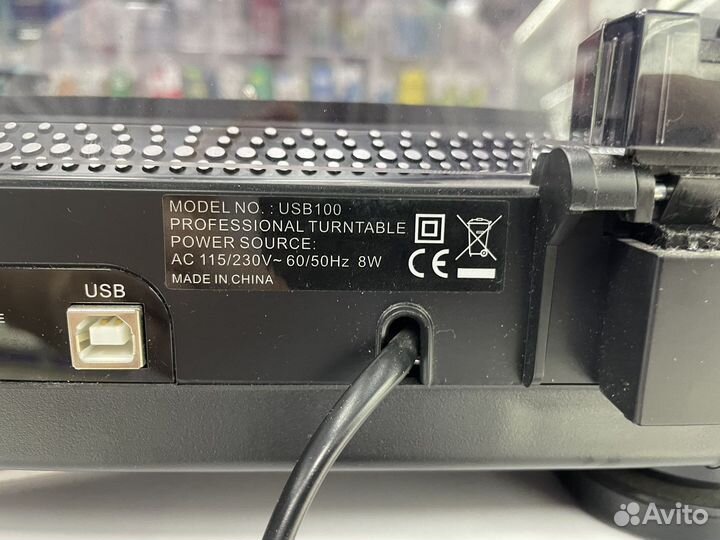 MODEL NO. : USB100
PROFESSIONAL TURNTABLE
POWER SOURCE:
AC 115/230V~ 60/50Hz 8W
MADE IN CHINA
CE
USB
E
Avito